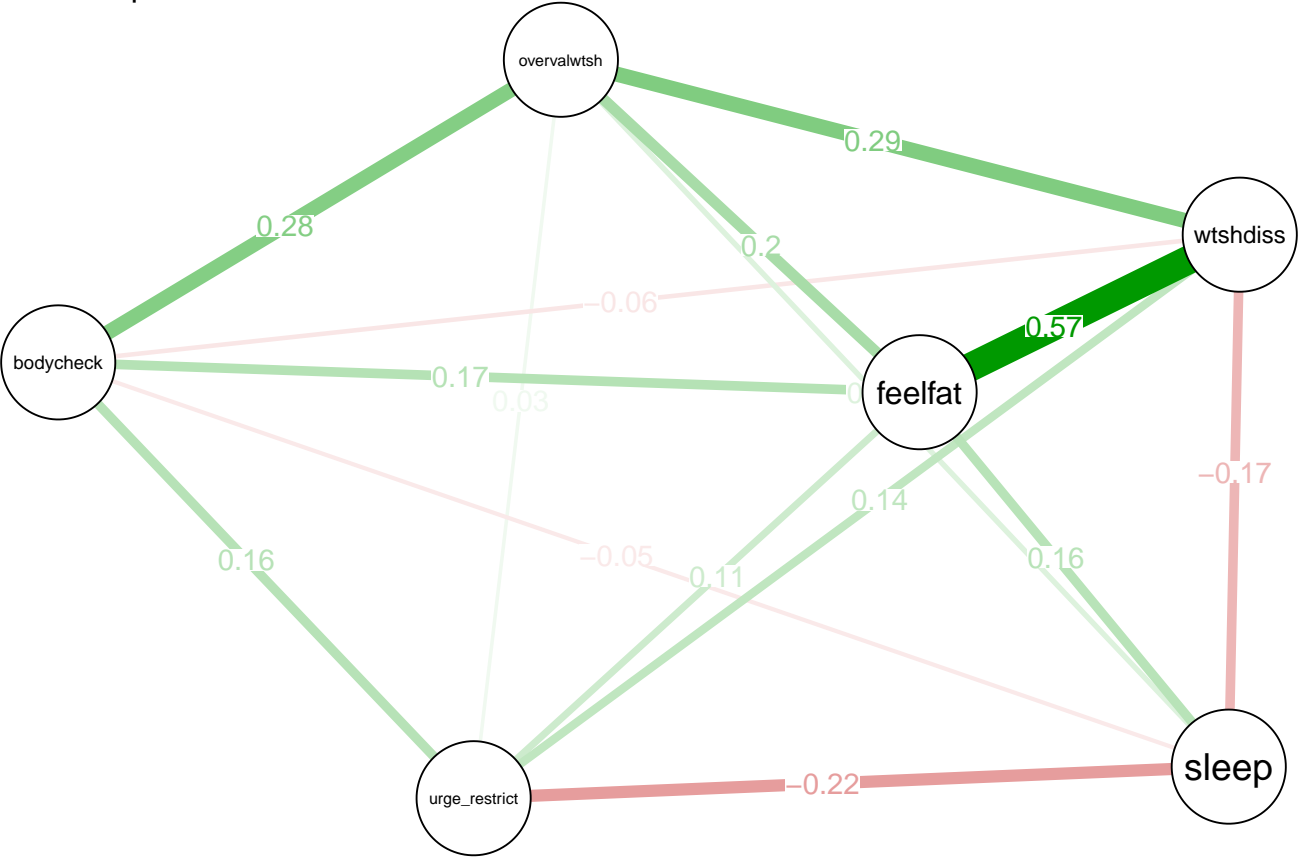 overvalwtsh
0.29
0.28
wtshdiss
0.2
−0.06
0.57
bodycheck
0.17
feelfat
0.03
−0.17
0.14
0.16
−0.05
0.16
0.11
sleep
−0.22
urge_restrict